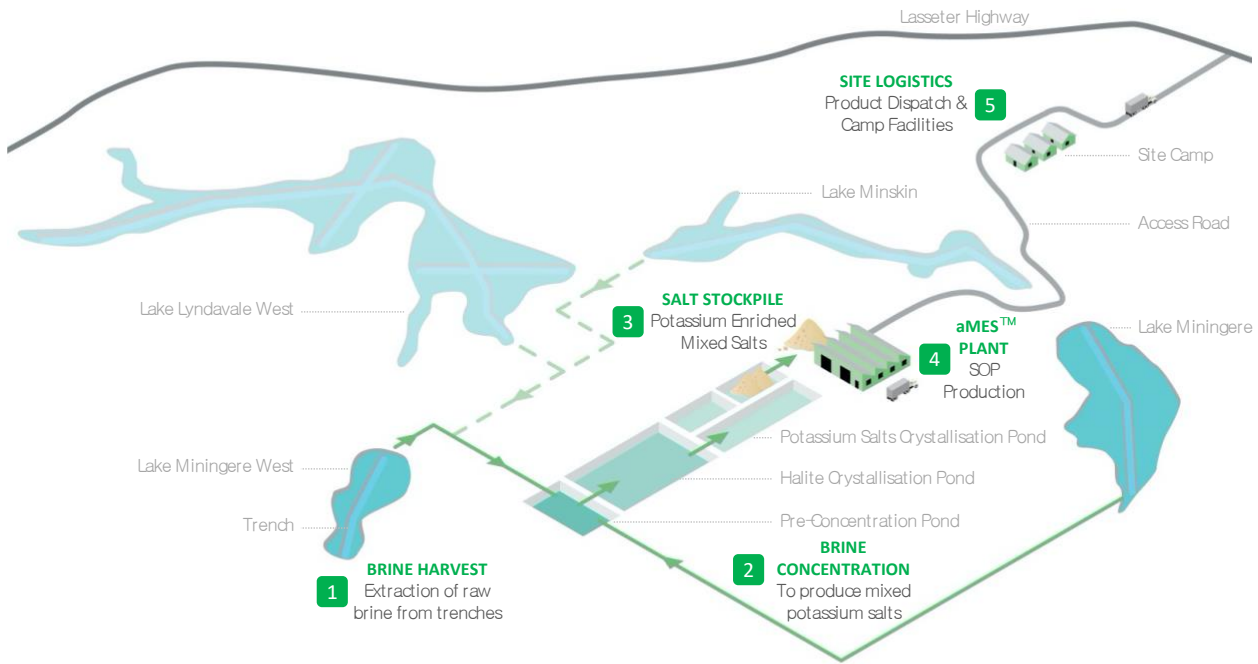 Lasseter Highway
SITE LOGISTICS
Product Dispatch &
Camp Facilities
5
Site Camp
Lake Minskin
Access Road
Lake Lyndavale West
3
SALT STOCKPILE
Potassium Enriched
Mixed Salts
4
aMES™
PLANT
SOP
Production
Lake Miningere
Potassium Salts Crystallisation Pond
Lake Miningere West
Halite Crystallisation Pond
Trench
Pre-Concentration Pond
1
BRINE HARVEST
Extraction of raw
brine from trenches
2
BRINE
CONCENTRATION
To produce mixed
potassium salts